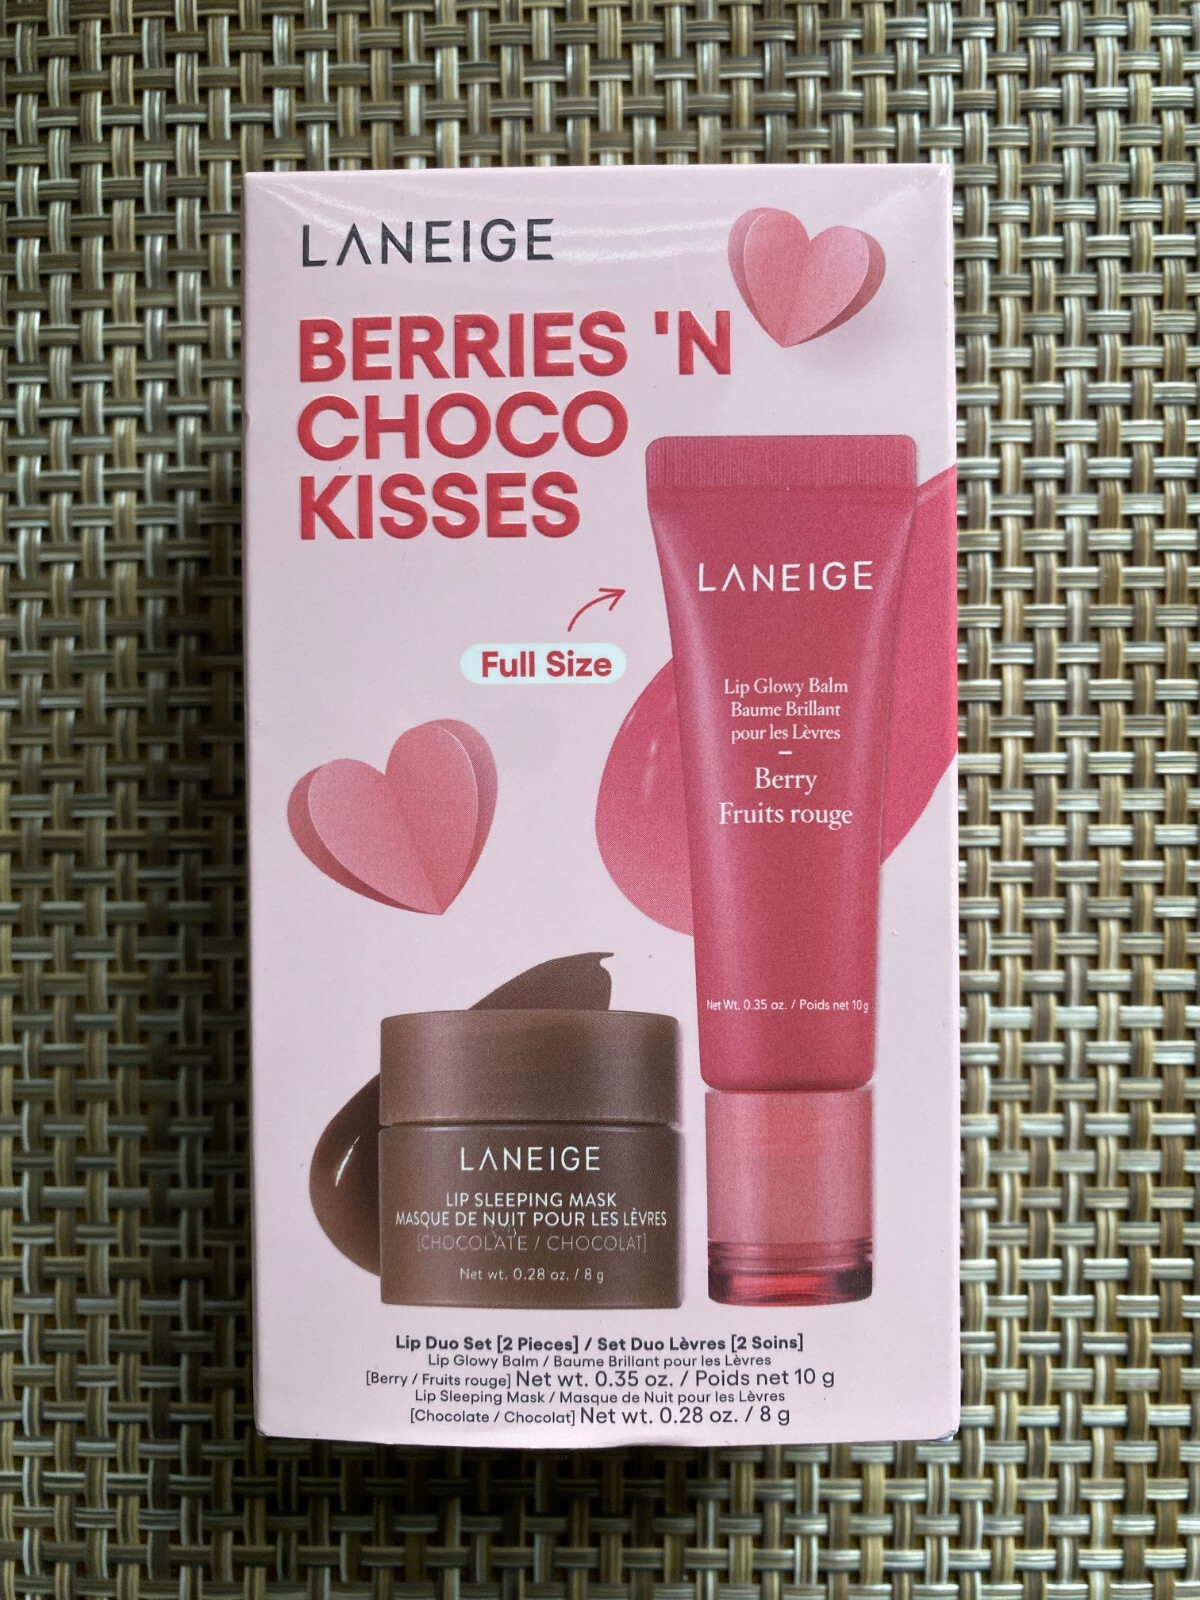 LANEIGE
BERRIES 'N
CHOCO
KISSES
Full Size
LANEIGE
Lip Glowy Balm
Baume Brillant
pour les Lèvres
Berry
Fruits rouge
Net Wt. 0.35 oz. / Poids net 10 g
LANEIGE
LIP SLEEPING MASK
MASQUE DE NUIT POUR LES LÈVRES
[CHOCOLATE / CHOCOLAT]
Net wt. 0.28 oz. / 8 g
Lip Duo Set [2 Pieces] / Set Duo Lèvres [2 Soins]
Lip Glowy Balm / Baume Brillant pour les Lèvres
[Berry / Fruits rouge] Net wt. 0.35 oz. / Poids net 10 g
Lip Sleeping Mask / Masque de Nuit pour les Lèvres
[Chocolate / Chocolat] Net wt. 0.28 oz. / 8 g